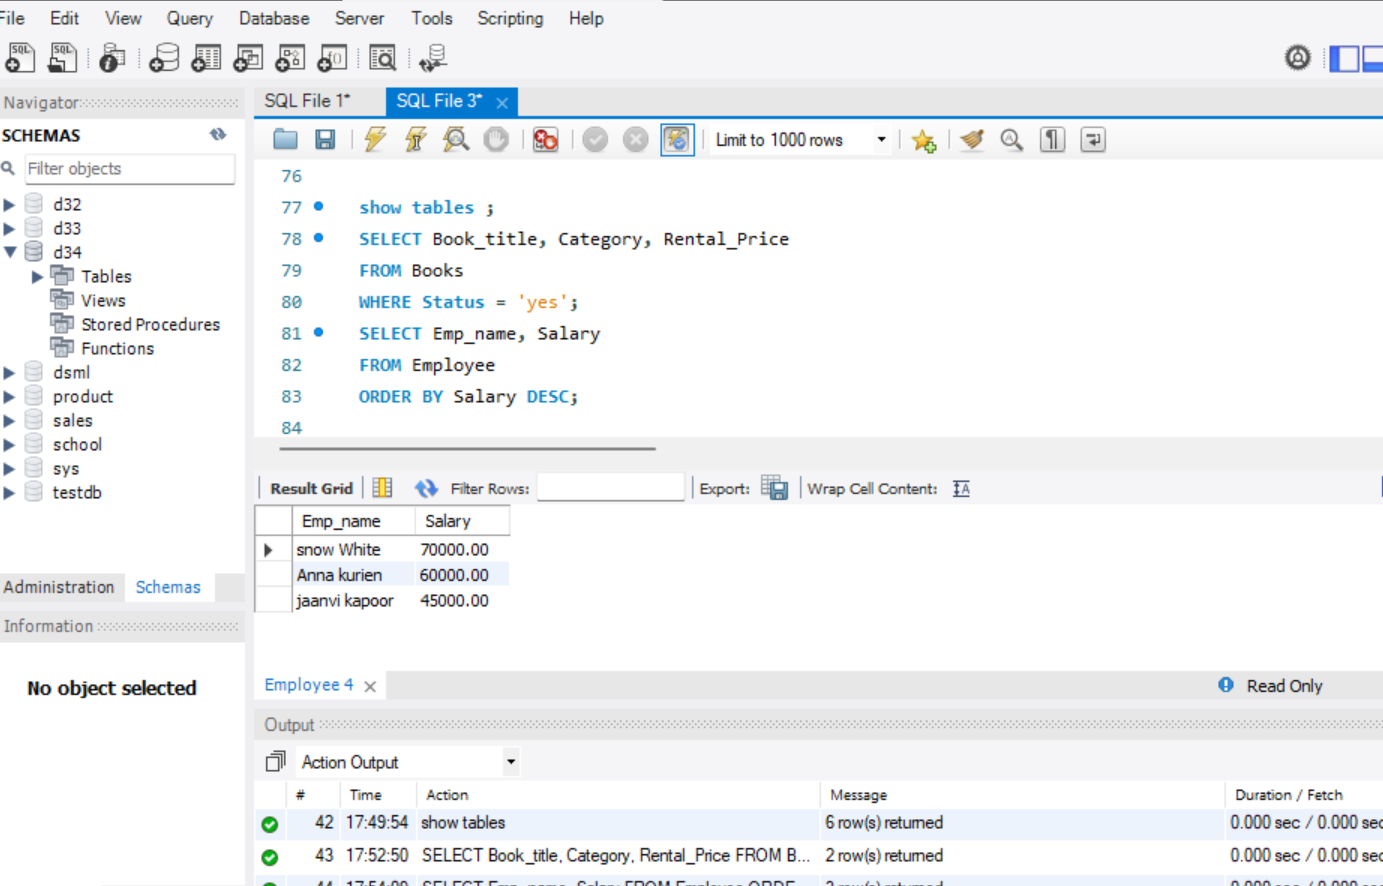 File Edit View Query Database Server Tools Scripting Help
Navigator
SCHEMAS
Filter objects
d32
d33
d34
Tables
Views
Stored Procedures
Functions
dsml
product
sales
school
sys
testdb
Administration Schemas
Information
No object selected
SQL File 1* SQL File 3*
Limit to 1000 rows
76
77 show tables ;
78 SELECT Book_title, Category, Rental_Price
79 FROM Books
80 WHERE Status = 'yes';
81 SELECT Emp_name, Salary
82 FROM Employee
83 ORDER BY Salary DESC;
84
Result Grid Filter Rows: Export: Wrap Cell Content:
Emp_name Salary
snow White 70000.00
Anna kurien 60000.00
jaanvi kapoor 45000.00
Employee 4 Read Only
Output
Action Output
# Time Action Message Duration / Fetch
42 17:49:54 show tables 6 row(s) returned 0.000 sec / 0.000 sec
43 17:52:50 SELECT Book_title, Category, Rental_Price FROM B... 2 row(s) returned 0.000 sec / 0.000 sec